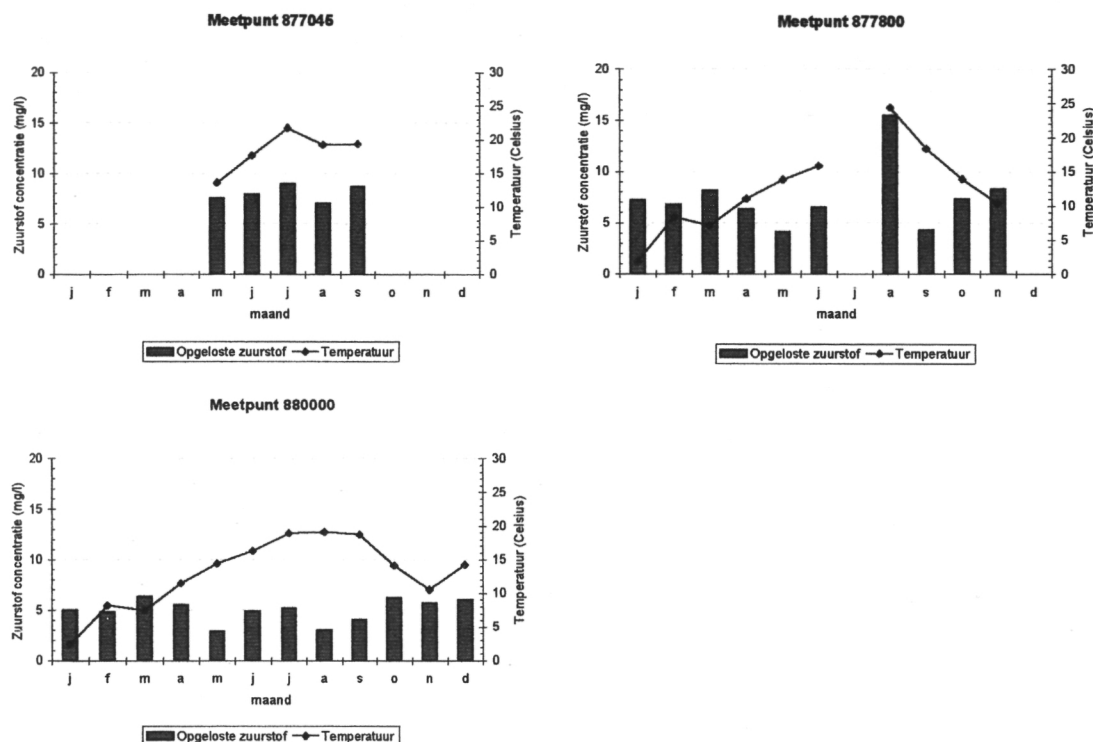 Meetpunt 877045
Zuurstof concentratie (mg/l)
20
15
10
5
0
30
25
20
15
10
5
0
Temperatuur (Celsius)
j f m a m j j a s o n d
maand
Opgeloste zuurstof Temperatuur
Meetpunt 877800
Zuurstof concentratie (mg/l)
20
15
10
5
0
30
25
20
15
10
5
0
Temperatuur (Celsius)
j f m a m j j a s o n d
maand
Opgeloste zuurstof Temperatuur
Meetpunt 880000
Zuurstof concentratie (mg/l)
20
15
10
5
0
30
25
20
15
10
5
0
Temperatuur (Celsius)
j f m a m j j a s o n d
maand
Opgeloste zuurstof Temperatuur